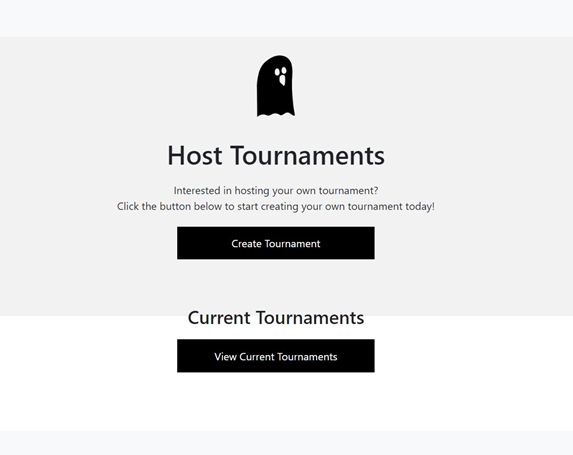 Host Tournaments
Interested in hosting your own tournament?
Click the button below to start creating your own tournament today!
Create Tournament
Current Tournaments
View Current Tournaments